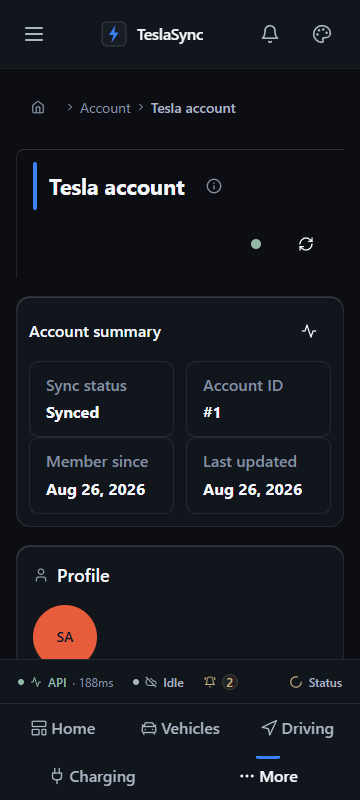 TeslaSync
Account
Tesla account
Tesla account
Account summary
Sync status
Synced
Account ID
#1
Member since
Aug 26, 2026
Last updated
Aug 26, 2026
Profile
SA
API · 188ms
Idle
2
Status
Home
Vehicles
Driving
Charging
More